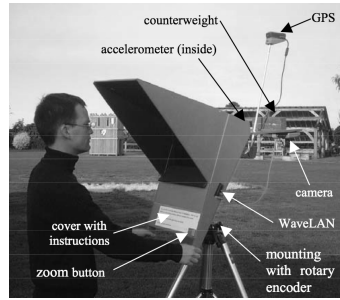 GPS
counterweight
accelerometer (inside)
camera
WaveLAN
cover with
instructions
zoom button
mounting
with rotary
encoder